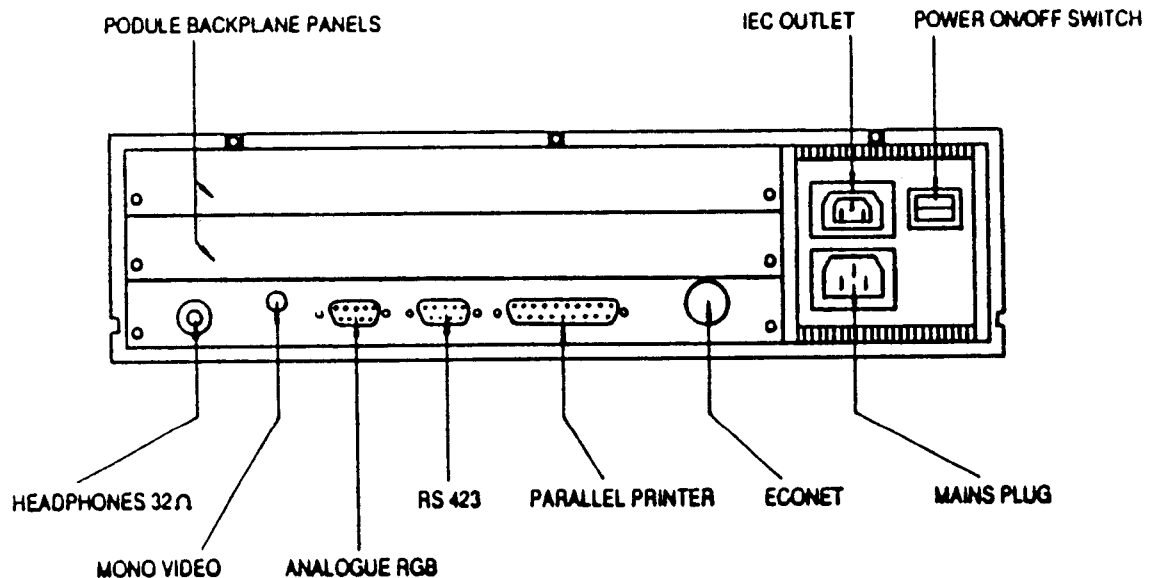 PODULE BACKPLANE PANELS
IEC OUTLET
POWER ON/OFF SWITCH
HEADPHONES 32Ω
RS 423
PARALLEL PRINTER
ECONET
MAINS PLUG
MONO VIDEO
ANALOGUE RGB